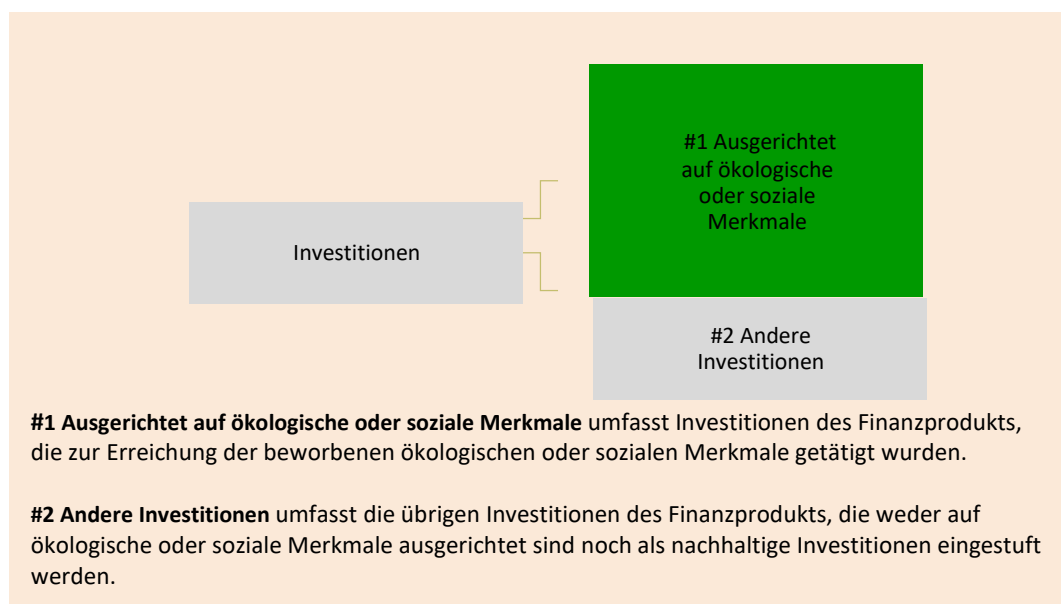 #1 Ausgerichtet
auf ökologische
oder soziale
Merkmale
Investitionen
#2 Andere
Investitionen
#1 Ausgerichtet auf ökologische oder soziale Merkmale umfasst Investitionen des Finanzprodukts,
die zur Erreichung der beworbenen ökologischen oder sozialen Merkmale getätigt wurden.
#2 Andere Investitionen umfasst die übrigen Investitionen des Finanzprodukts, die weder auf
ökologische oder soziale Merkmale ausgerichtet sind noch als nachhaltige Investitionen eingestuft
werden.